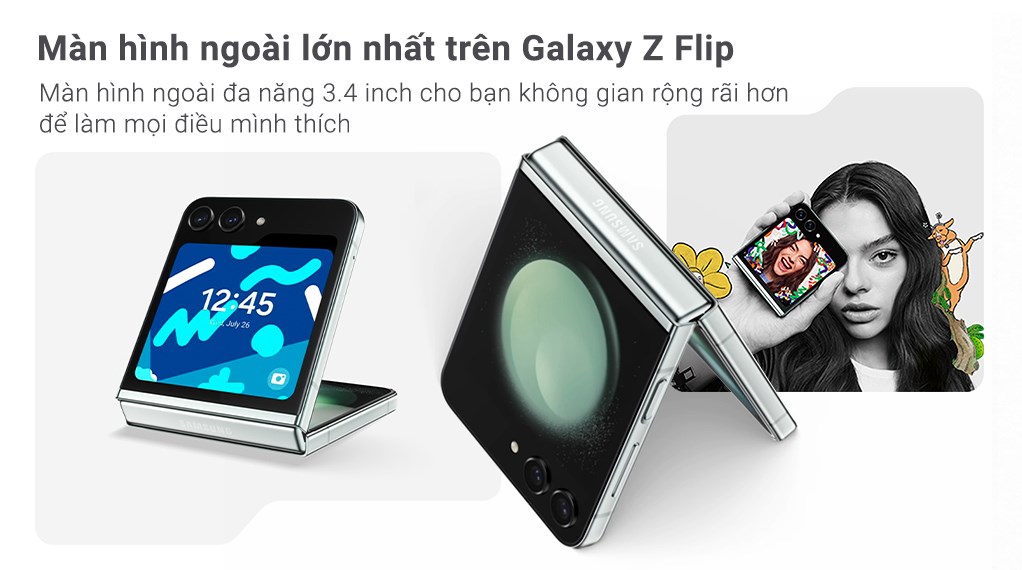 Màn hình ngoài lớn nhất trên Galaxy Z Flip
Màn hình ngoài đa năng 3.4 inch cho bạn không gian rộng rãi hơn
để làm mọi điều mình thích
12:45
July 26
SAMSUNG
SAMSUNG